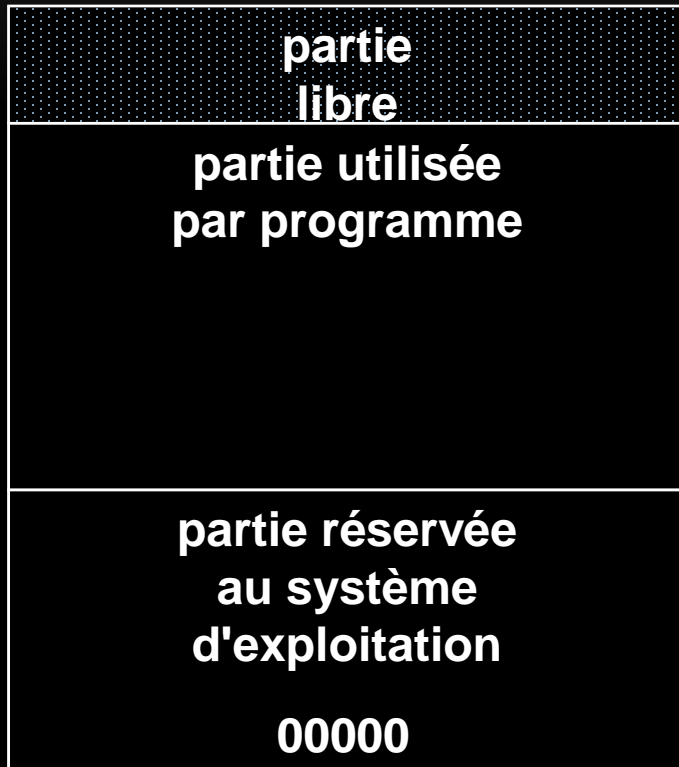 partie
libre
partie utilisée
par programme
partie réservée
au système
d'exploitation
00000